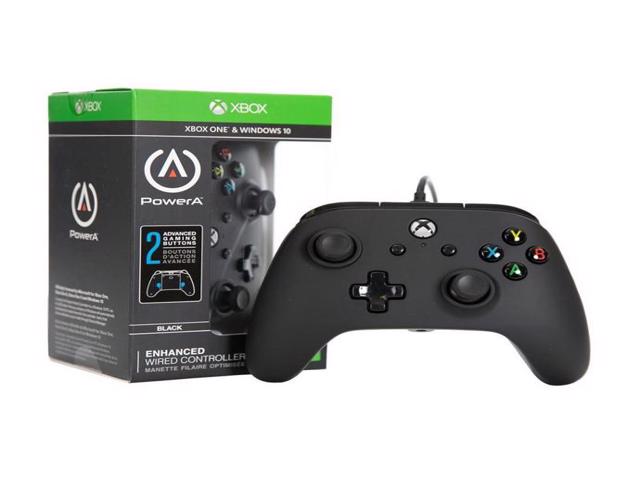 XBOX
XBOX
XBOX ONE & WINDOWS 10
PowerA
PowerA
2
ADVANCED
GAMING
BUTTONS
BOUTONS
D'ACTION
AVANCÉE
BLACK
ENHANCED
WIRED CONTROLLER
MANETTE FILAIRE OPTIMISÉE
Y
X
B
A